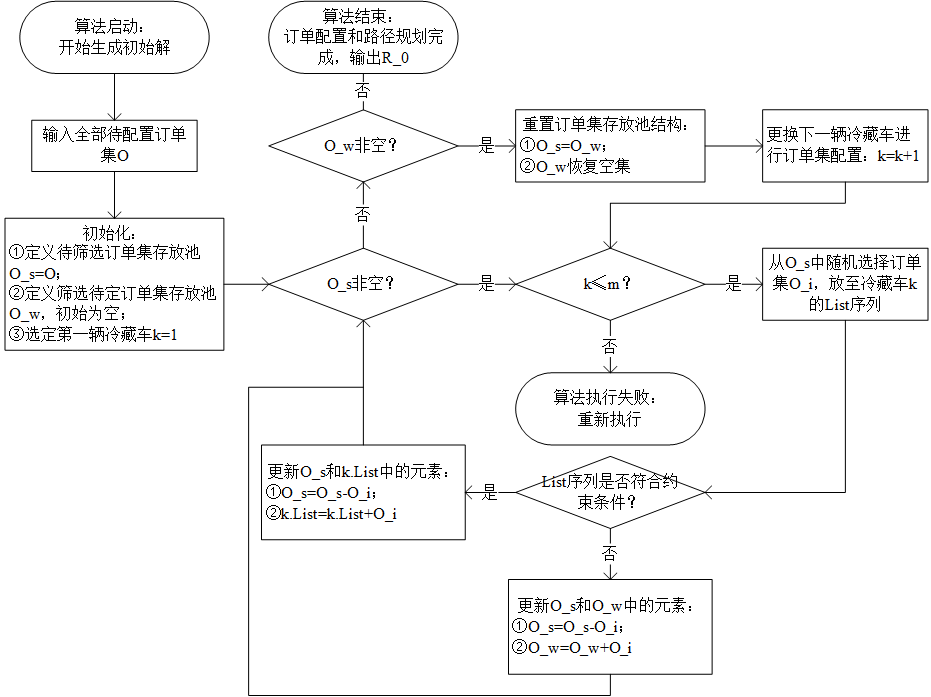 算法启动：
开始生成初始解
输入全部待配置订单
集O
初始化：
①定义待筛选订单集存放池
O_s=O；
②定义筛选待定订单集存放池
O_w，初始为空；
③选定第一辆冷藏车k=1
算法结束：
订单配置和路径规划完
成，输出R_0
否
O_w非空？
是
重置订单集存放池结构：
①O_s=O_w；
②O_w恢复空集
更换下一辆冷藏车进
行订单集配置：k=k+1
否
O_s非空？
是
k≤m？
是
从O_s中随机选择订单
集O_i，放至冷藏车k
的List序列
否
算法执行失败：
重新执行
List序列是否符合约
束条件？
是
更新O_s和k.List中的元素：
①O_s=O_s-O_i；
②k.List=k.List+O_i
否
更新O_s和O_w中的元素：
①O_s=O_s-O_i；
②O_w=O_w+O_i